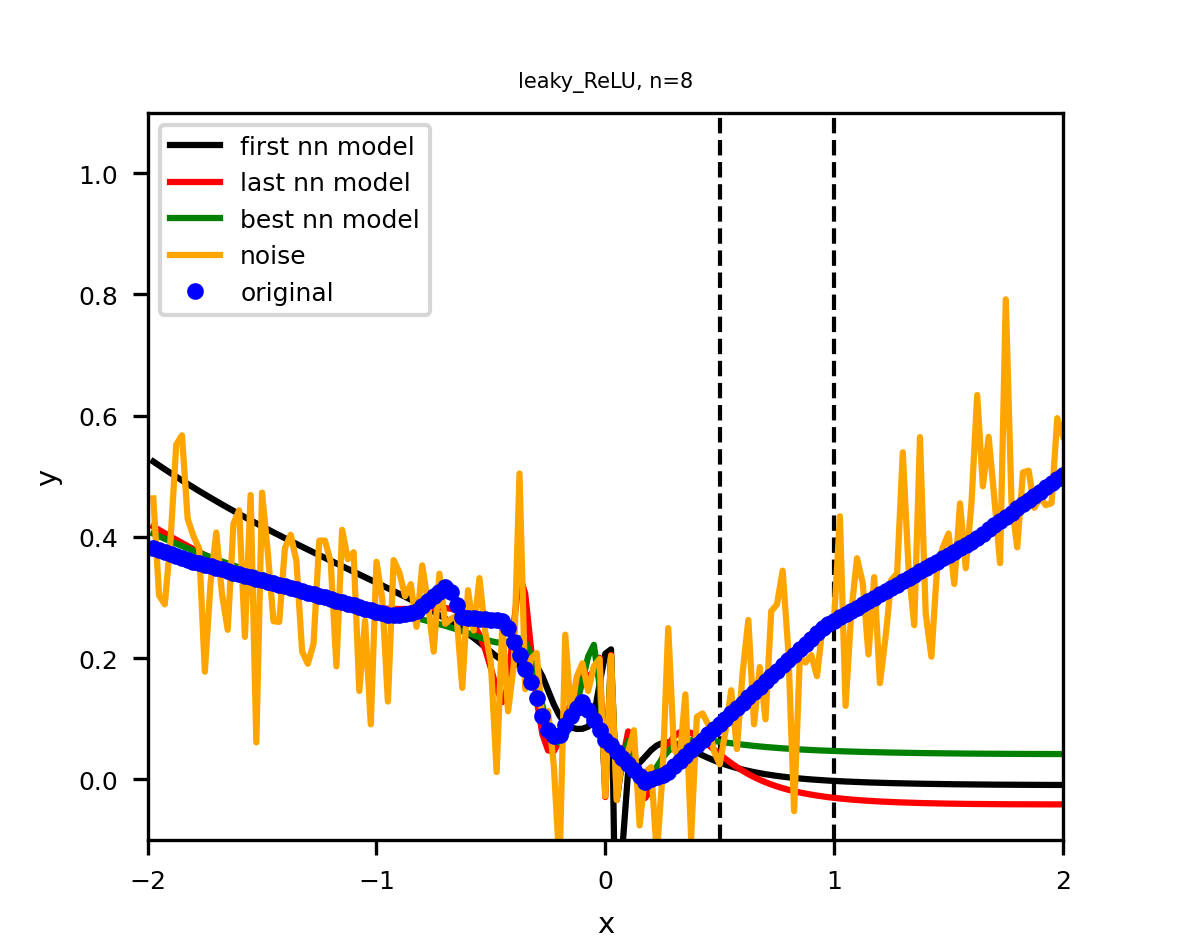 leaky_ReLU, n=8
first nn model
last nn model
best nn model
noise
original
1.0
0.8
0.6
0.4
0.2
0.0
y
−2
−1
0
1
2
x